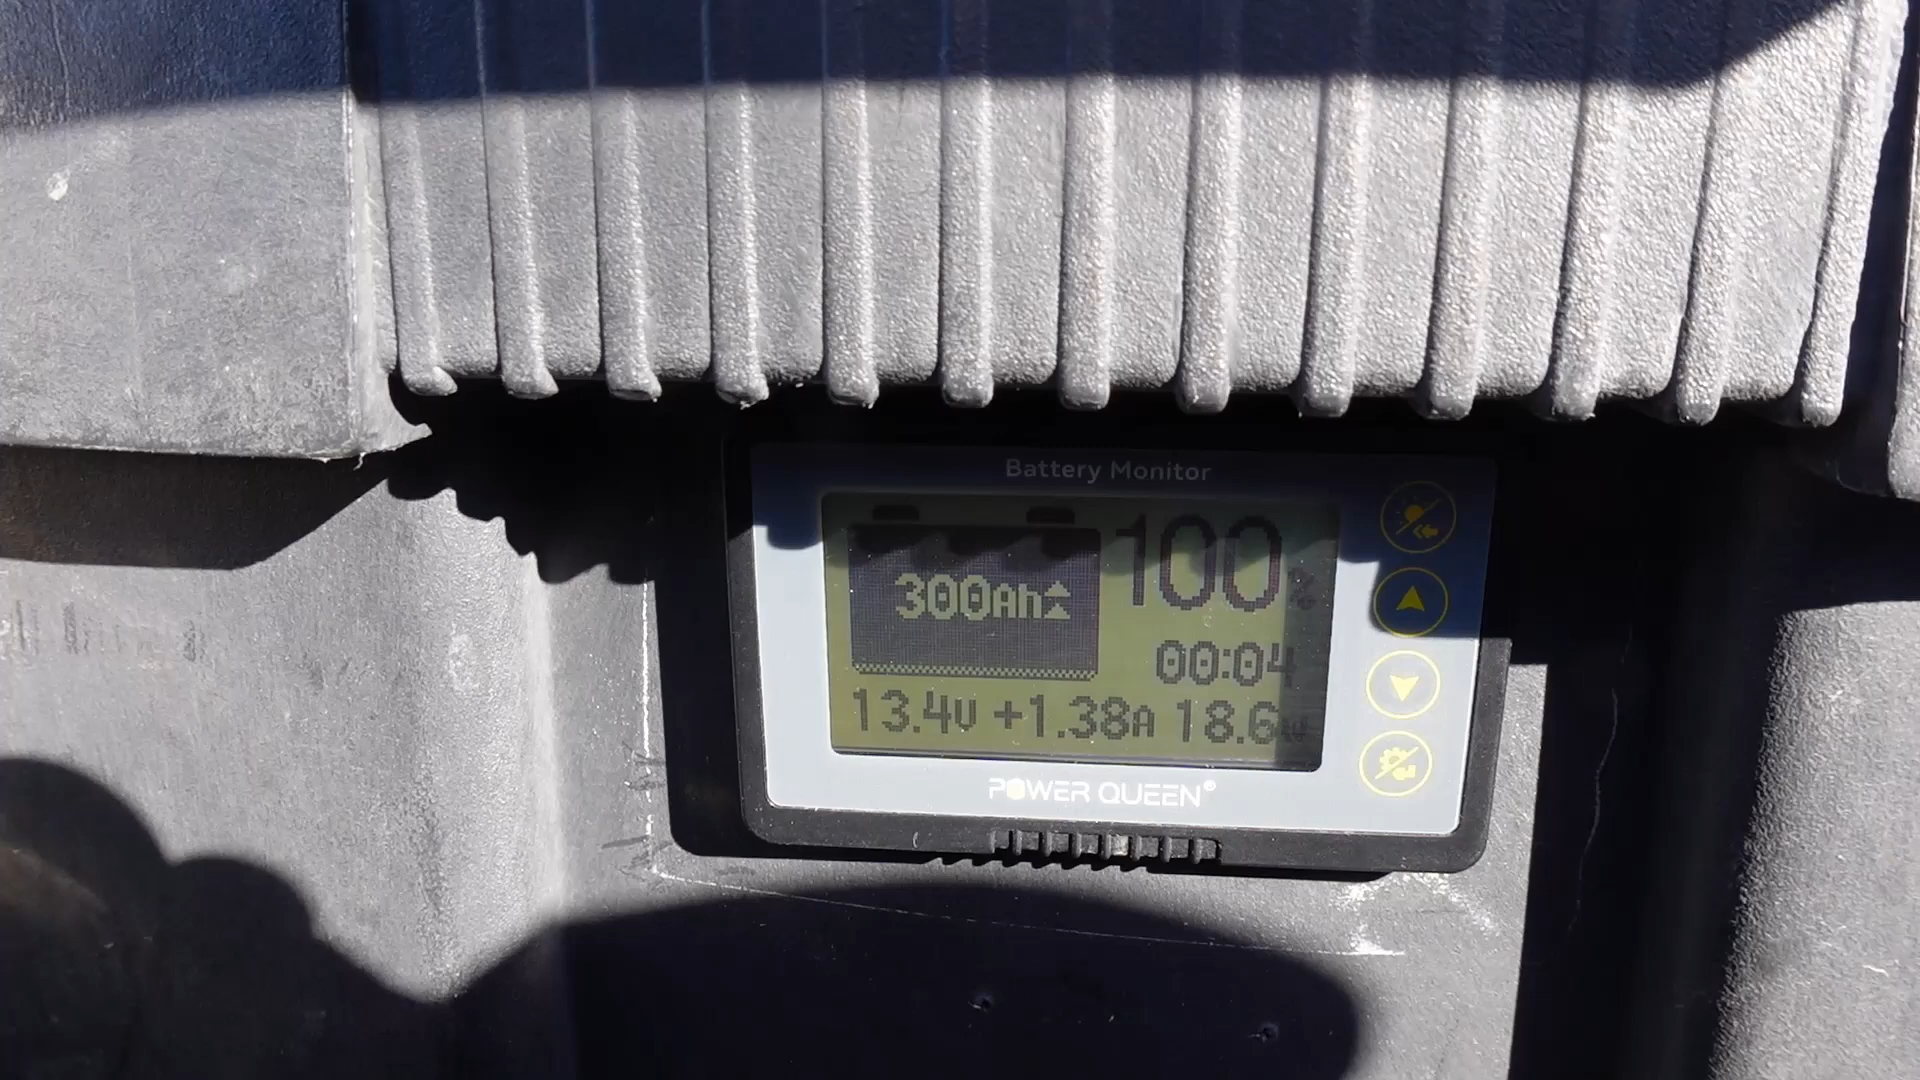 Battery Monitor
300Ah
100%
00:04
13.4V +1.38A 18.6W
POWER QUEEN®